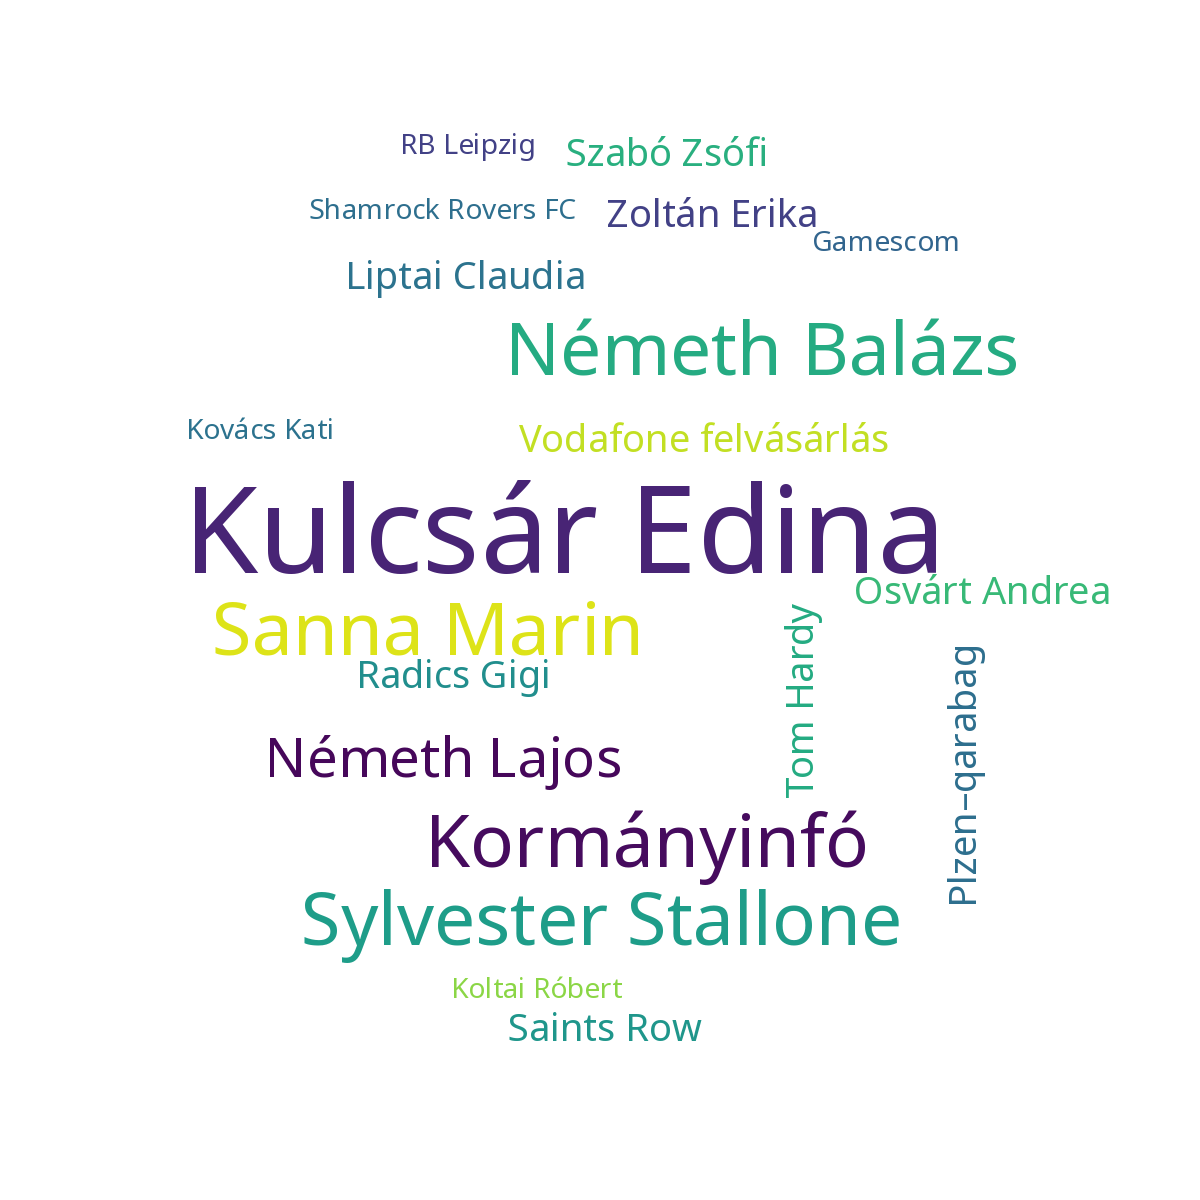 RB Leipzig
Szabó Zsófi
Shamrock Rovers FC
Zoltán Erika
Gamescom
Liptai Claudia
Németh Balázs
Kovács Kati
Vodafone felvásárlás
Kulcsár Edina
Osvárt Andrea
Sanna Marin
Radics Gigi
Tom Hardy
Plzen–qarabag
Németh Lajos
Kormányinfó
Sylvester Stallone
Koltai Róbert
Saints Row